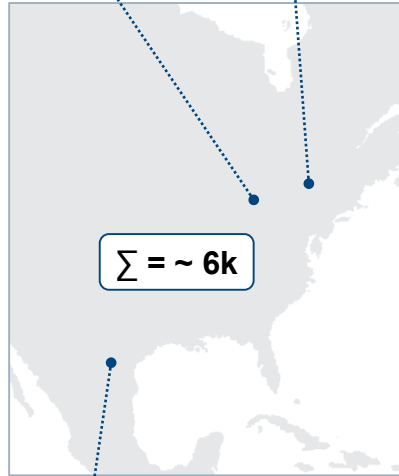 ∑ = ~ 6k